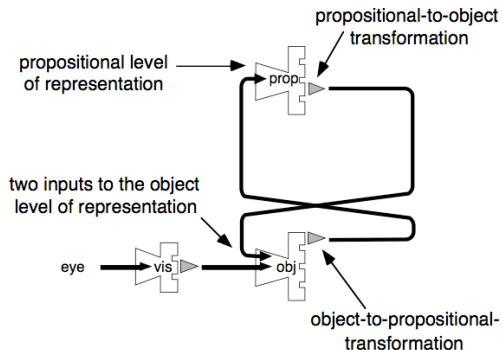 propositional-to-object
transformation
propositional level
of representation
prop
two inputs to the object
level of representation
eye
vis
obj
object-to-propositional-
transformation